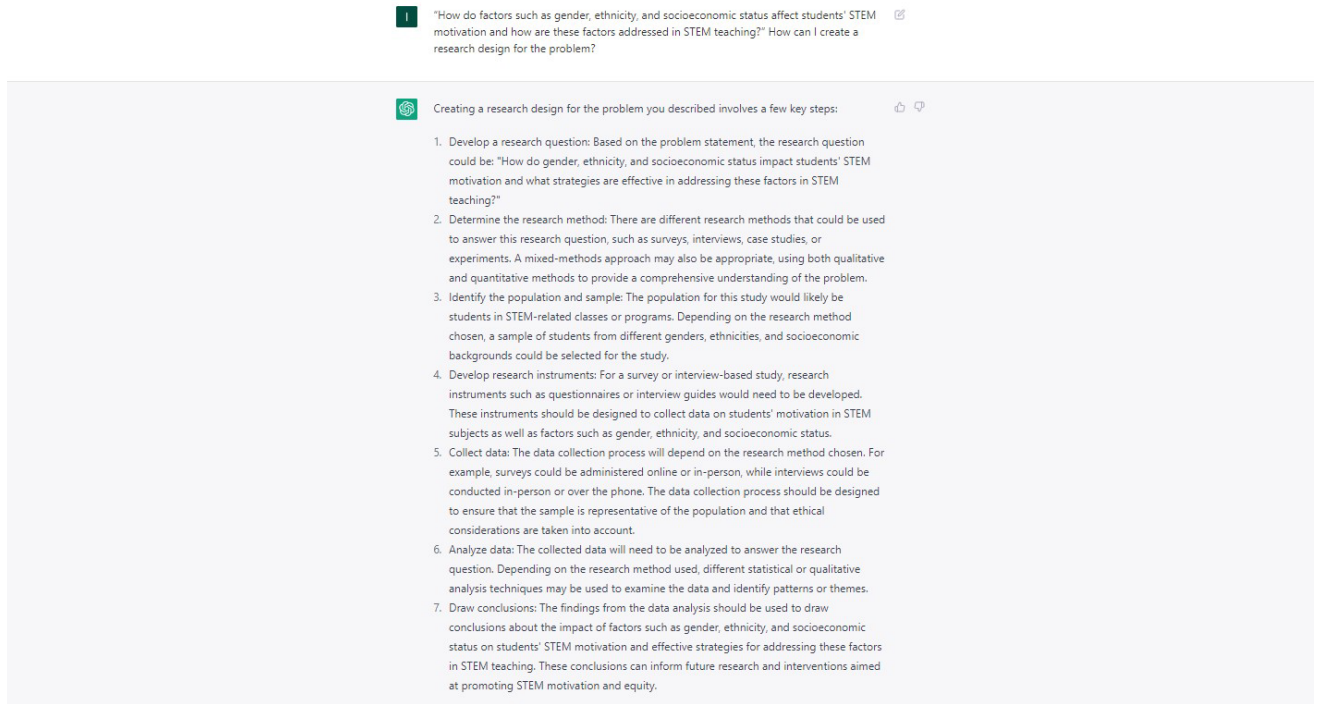 I
"How do factors such as gender, ethnicity, and socioeconomic status affect students' STEM
motivation and how are these factors addressed in STEM teaching?" How can I create a
research design for the problem?
Creating a research design for the problem you described involves a few key steps:
1. Develop a research question: Based on the problem statement, the research question
could be: "How do gender, ethnicity, and socioeconomic status impact students' STEM
motivation and what strategies are effective in addressing these factors in STEM
teaching?"
2. Determine the research method: There are different research methods that could be used
to answer this research question, such as surveys, interviews, case studies, or
experiments. A mixed-methods approach may also be appropriate, using both qualitative
and quantitative methods to provide a comprehensive understanding of the problem.
3. Identify the population and sample: The population for this study would likely be
students in STEM-related classes or programs. Depending on the research method
chosen, a sample of students from different genders, ethnicities, and socioeconomic
backgrounds could be selected for the study.
4. Develop research instruments: For a survey or interview-based study, research
instruments such as questionnaires or interview guides would need to be developed.
These instruments should be designed to collect data on students' motivation in STEM
subjects as well as factors such as gender, ethnicity, and socioeconomic status.
5. Collect data: The data collection process will depend on the research method chosen. For
example, surveys could be administered online or in-person, while interviews could be
conducted in-person or over the phone. The data collection process should be designed
to ensure that the sample is representative of the population and that ethical
considerations are taken into account.
6. Analyze data: The collected data will need to be analyzed to answer the research
question. Depending on the research method used, different statistical or qualitative
analysis techniques may be used to examine the data and identify patterns or themes.
7. Draw conclusions: The findings from the data analysis should be used to draw
conclusions about the impact of factors such as gender, ethnicity, and socioeconomic
status on students' STEM motivation and effective strategies for addressing these factors
in STEM teaching. These conclusions can inform future research and interventions aimed
at promoting STEM motivation and equity.